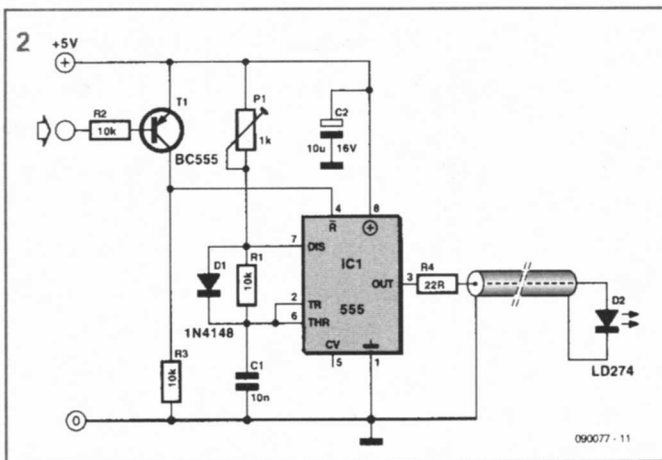 2
+5V
P1
1k
T1
R2
10k
BC555
C2
10u
16V
4
8
R
7
DIS
D1
R1
10k
IC1
OUT
3
R4
22R
2
TR
555
D2
6
THR
1N4148
CV
5
1
LD274
R3
10k
C1
10n
0
090077 - 11